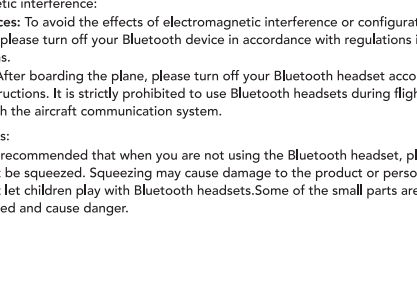 etic interference:
ces: To avoid the effects of electromagnetic interference or configurat
please turn off your Bluetooth device in accordance with regulations i
ns.
After boarding the plane, please turn off your Bluetooth headset acco
ructions. It is strictly prohibited to use Bluetooth headsets during fligh
h the aircraft communication system.
s:
recommended that when you are not using the Bluetooth headset, pl
t be squeezed. Squeezing may cause damage to the product or perso
t let children play with Bluetooth headsets.Some of the small parts are
ed and cause danger.